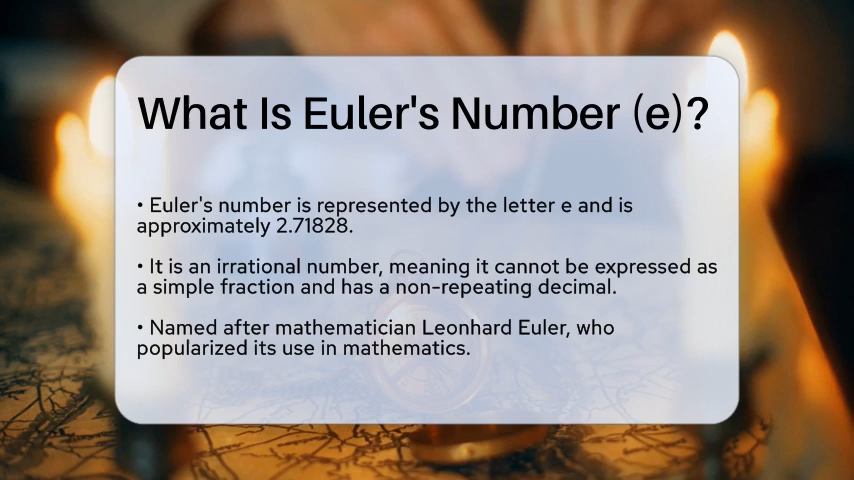 What Is Euler's Number (e)?
• Euler's number is represented by the letter e and is
approximately 2.71828.
• It is an irrational number, meaning it cannot be expressed as
a simple fraction and has a non-repeating decimal.
• Named after mathematician Leonhard Euler, who
popularized its use in mathematics.